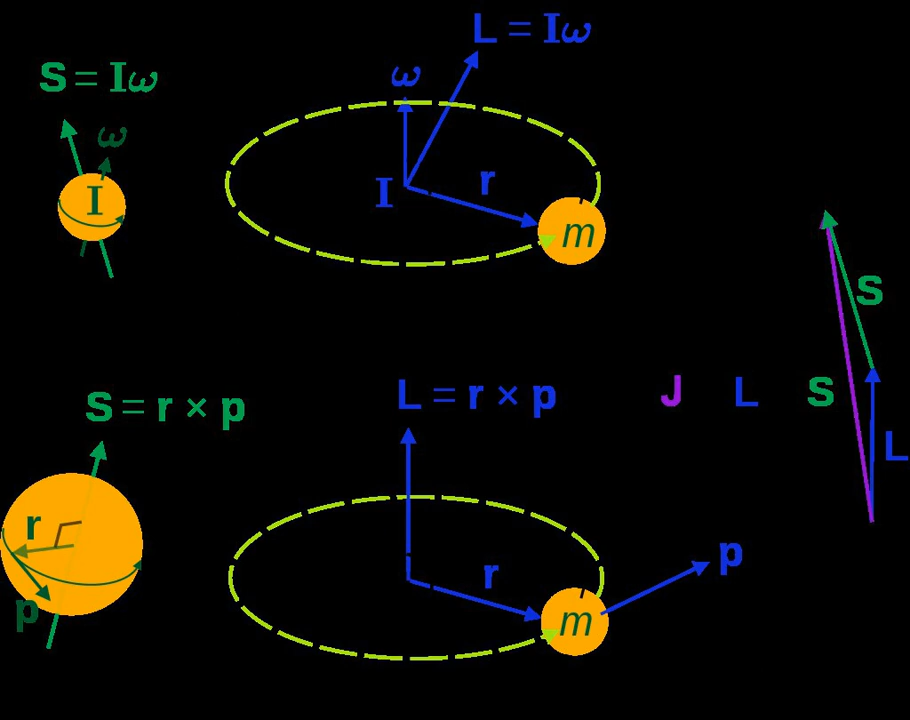 L = Iω
S = Iω
ω
ω
I
I
r
m
S
L = r × p
J L S
S = r × p
L
r
p
r
p
m